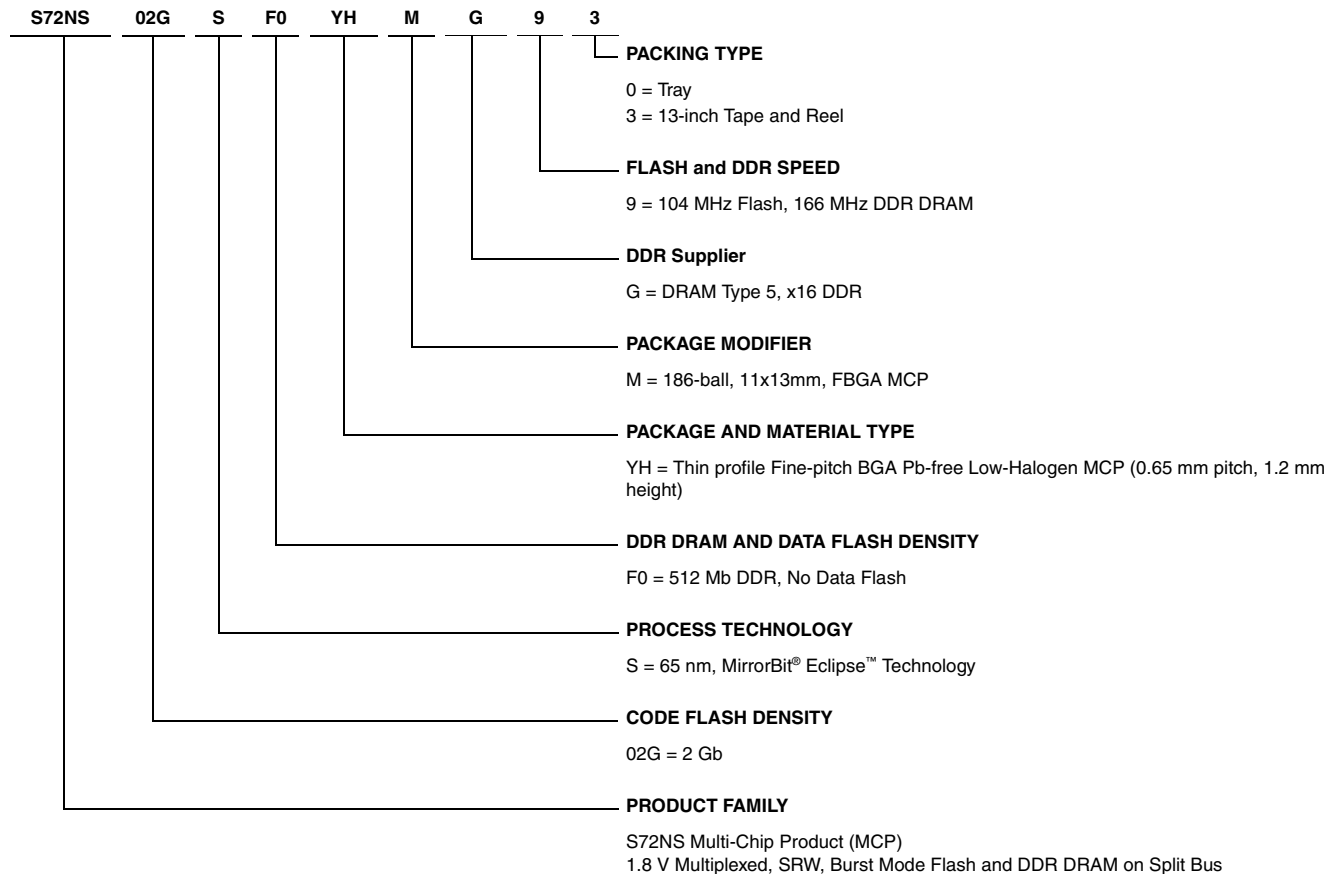 S72NS 02G S F0 YH M G 9 3
PACKING TYPE
0 = Tray
3 = 13-inch Tape and Reel
FLASH and DDR SPEED
9 = 104 MHz Flash, 166 MHz DDR DRAM
DDR Supplier
G = DRAM Type 5, x16 DDR
PACKAGE MODIFIER
M = 186-ball, 11x13mm, FBGA MCP
PACKAGE AND MATERIAL TYPE
YH = Thin profile Fine-pitch BGA Pb-free Low-Halogen MCP (0.65 mm pitch, 1.2 mm
height)
DDR DRAM AND DATA FLASH DENSITY
F0 = 512 Mb DDR, No Data Flash
PROCESS TECHNOLOGY
S = 65 nm, MirrorBit® Eclipse™ Technology
CODE FLASH DENSITY
02G = 2 Gb
PRODUCT FAMILY
S72NS Multi-Chip Product (MCP)
1.8 V Multiplexed, SRW, Burst Mode Flash and DDR DRAM on Split Bus